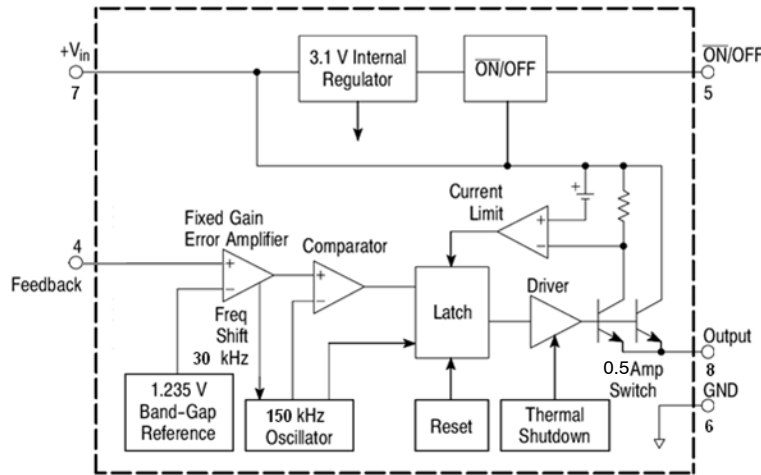 +Vin
7
3.1 V Internal
Regulator
ON/OFF
ON/OFF
5
Current
Limit
+
+
−
Fixed Gain
Error Amplifier
4
Feedback
+
−
Comparator
+
−
Latch
Driver
Freq
Shift
30 kHz
Output
8
0.5Amp
Switch
GND
6
1.235 V
Band-Gap
Reference
150 kHz
Oscillator
Reset
Thermal
Shutdown